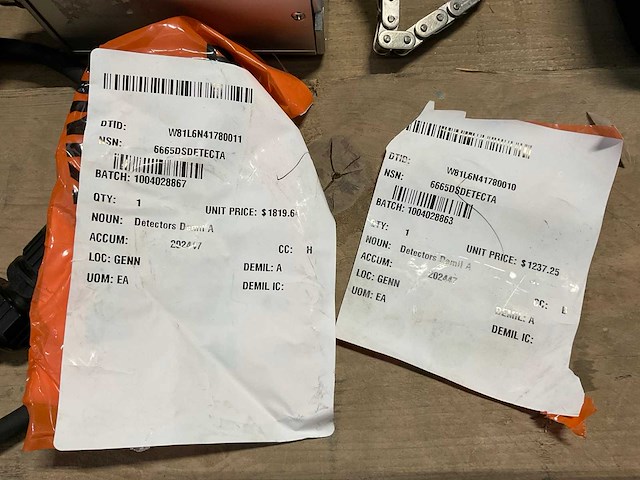 DTID: W81L6N41780011
NSN: 6665DSDETECTA
BATCH: 1004028867
QTY: 1 UNIT PRICE: $1819.6
NOUN: Detectors Demil A
ACCUM: 202447 CC: H
LOC: GENN DEMIL: A
UOM: EA DEMIL IC:
DTID: W81L6N41780010
NSN: 6665DSDETECTA
BATCH: 1004028863
QTY: 1 UNIT PRICE: $1237.25
NOUN: Detectors Demil A
ACCUM: 202447 CC:
LOC: GENN DEMIL: A
UOM: EA DEMIL IC: